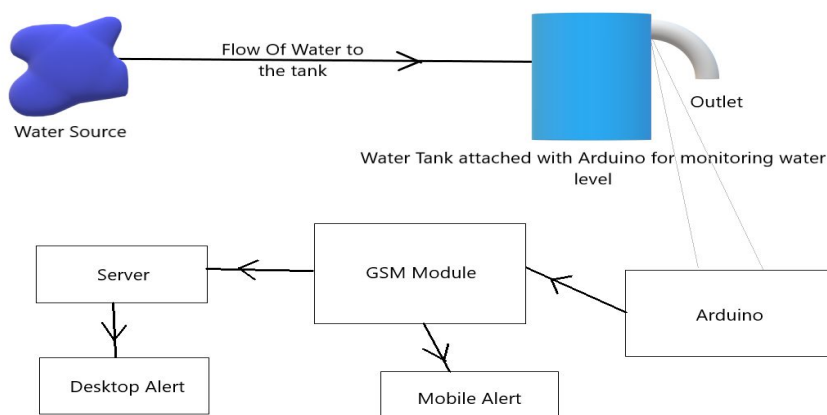 Flow Of Water to
the tank
Water Source
Outlet
Water Tank attached with Arduino for monitoring water
level
Server
GSM Module
Arduino
Desktop Alert
Mobile Alert